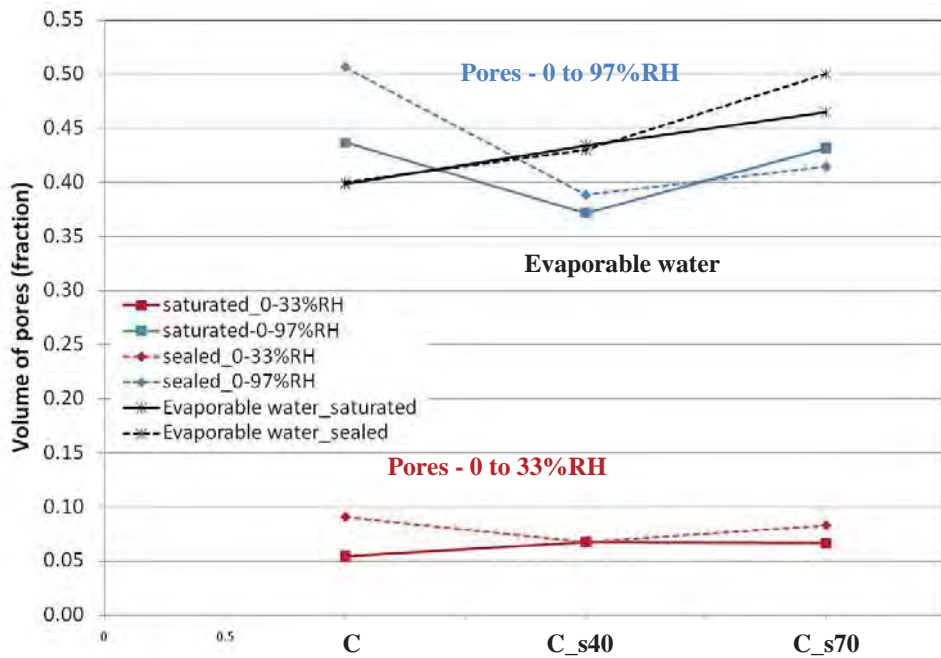 0.55
0.50
0.45
0.40
0.35
0.30
0.25
0.20
0.15
0.10
0.05
0.00
Volume of pores (fraction)
Pores - 0 to 97%RH
Evaporable water
saturated_0-33%RH
saturated-0-97%RH
sealed_0-33%RH
sealed_0-97%RH
Evaporable water_saturated
Evaporable water_sealed
Pores - 0 to 33%RH
0 0.5 C C_s40 C_s70